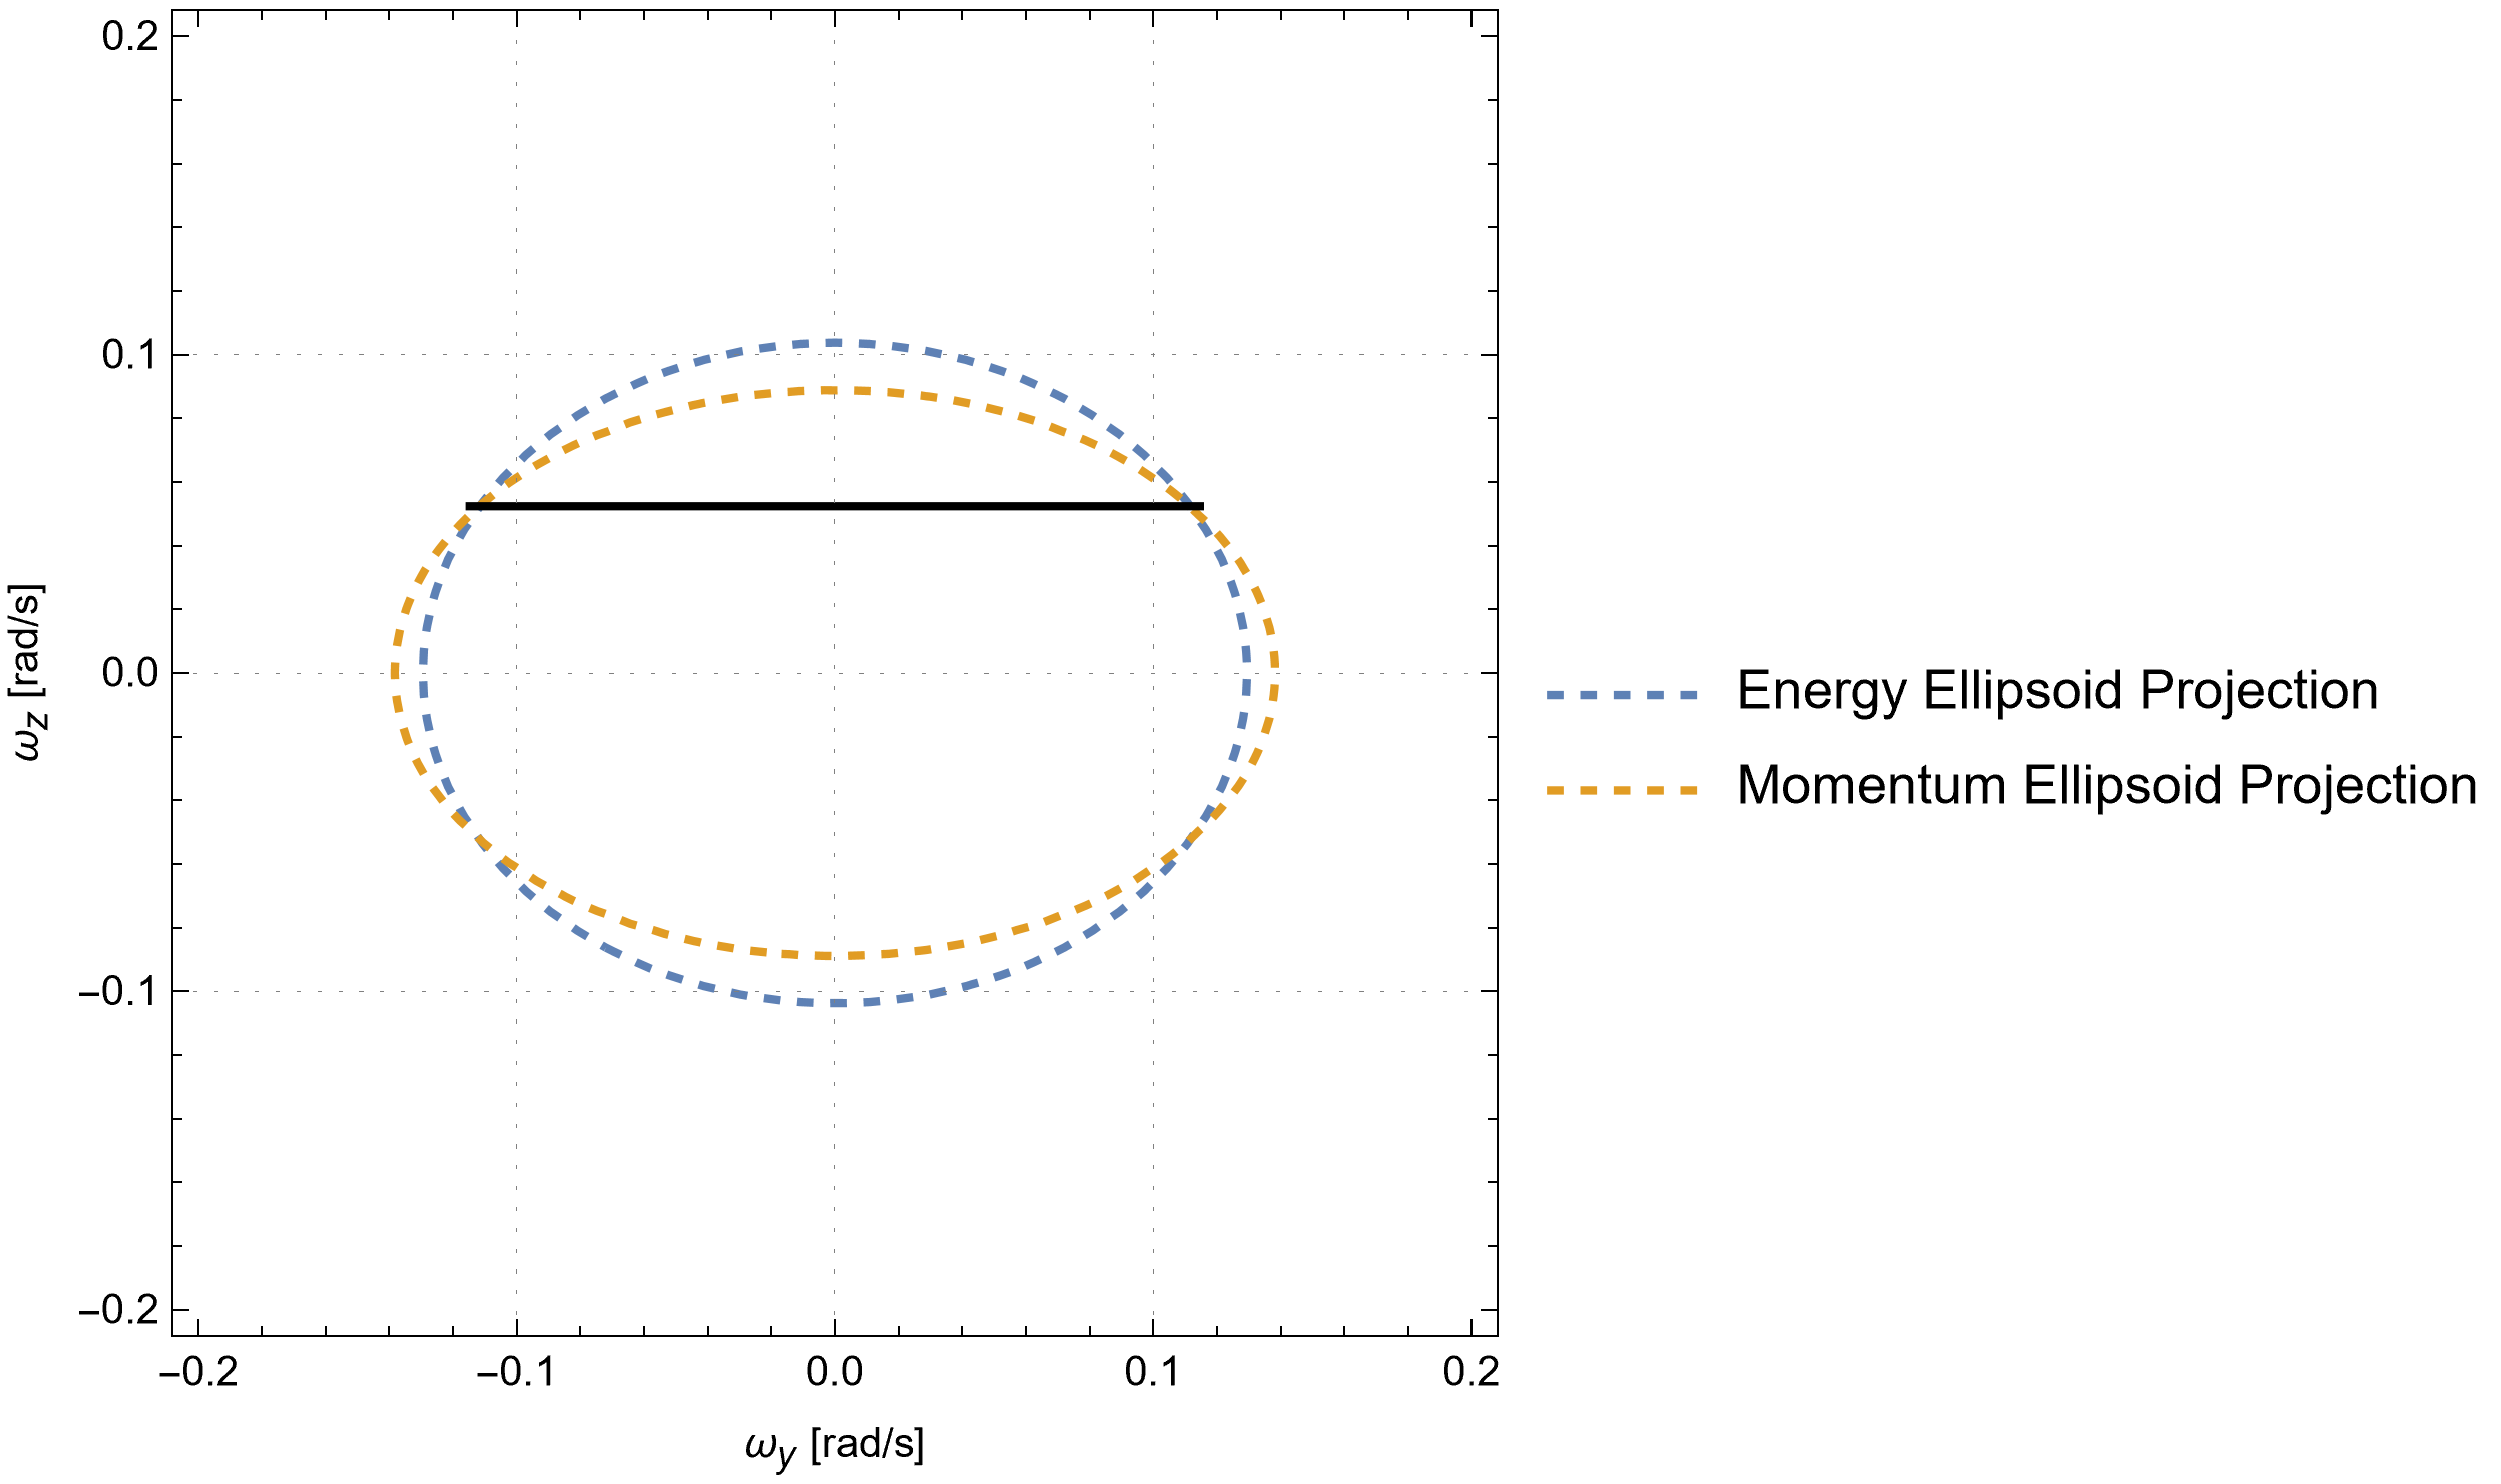 0.2
0.1
0.0
−0.1
−0.2
ωz [rad/s]
−0.2 −0.1 0.0 0.1 0.2
ωy [rad/s]
Energy Ellipsoid Projection
Momentum Ellipsoid Projection